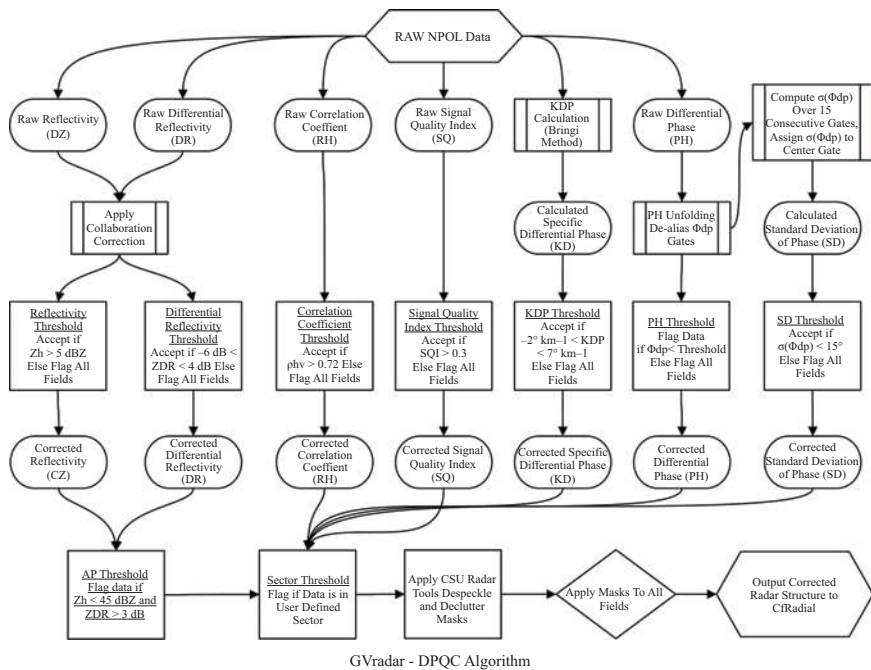 RAW NPOL Data
Raw Reflectivity
(DZ)
Raw Differential
Reflectivity
(DR)
Raw Correlation
Coeffient
(RH)
Raw Signal
Quality Index
(SQ)
KDP
Calculation
(Bringi
Method)
Raw Differential
Phase
(PH)
Compute σ(Φdp)
Over 15
Consecutive Gates,
Assign σ(Φdp) to
Center Gate
Apply
Collaboration
Correction
Calculated
Specific
Differential Phase
(KD)
PH Unfolding
De-alias Φdp
Gates
Calculated
Standard Deviation
of Phase (SD)
Reflectivity
Threshold
Accept if
Zh > 5 dBZ
Else Flag All
Fields
Differential
Reflectivity
Threshold
Accept if –6 dB <
ZDR < 4 dB Else
Flag All Fields
Correlation
Coefficient
Threshold
Accept if
ρhv > 0.72 Else
Flag All Fields
Signal Quality
Index Threshold
Accept if
SQI > 0.3
Else Flag All
Fields
KDP Threshold
Accept if
–2° km–1 < KDP
< 7° km–1
Else Flag All
Fields
PH Threshold
Flag Data
if Φdp< Threshold
Else Flag All
Fields
SD Threshold
Accept if
σ(Φdp) < 15°
Else Flag All
Fields
Corrected
Reflectivity
(CZ)
Corrected
Differential
Reflectivity
(DR)
Corrected
Correlation
Coeffient
(RH)
Corrected Signal
Quality Index
(SQ)
Corrected Specific
Differential Phase
(KD)
Corrected
Differential
Phase (PH)
Corrected
Standard Deviation
of Phase (SD)
AP Threshold
Flag data if
Zh < 45 dBZ and
ZDR > 3 dB
Sector Threshold
Flag if Data is in
User Defined
Sector
Apply CSU Radar
Tools Despeckle
and Declutter
Masks
Apply Masks To All
Fields
Output Corrected
Radar Structure to
CfRadial
GVradar - DPQC Algorithm